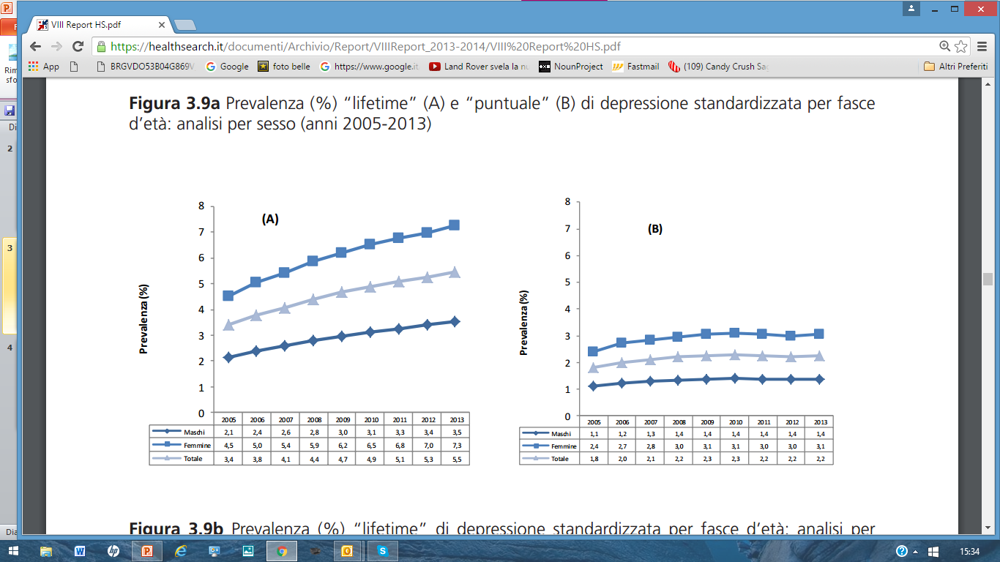 VIII Report HS.pdf
https://healthsearch.it/documenti/Archivio/Report/VIIIReport_2013-2014/VIII%20Report%20HS.pdf
App BRGVDO53B04G869V Google foto belle https://www.google.it Land Rover svela la nu NounProject Fastmail (109) Candy Crush Sag Altri Preferiti
Rim
sfo
Di
2
3
4
Dia
Figura 3.9a Prevalenza (%) “lifetime” (A) e “puntuale” (B) di depressione standardizzata per fasce
d’età: analisi per sesso (anni 2005-2013)
(A)
Prevalenza (%)
8
7
6
5
4
3
2
1
0
2005 2006 2007 2008 2009 2010 2011 2012 2013
Maschi 2,1 2,4 2,6 2,8 3,0 3,1 3,3 3,4 3,5
Femmine 4,5 5,0 5,4 5,9 6,2 6,5 6,8 7,0 7,3
Totale 3,4 3,8 4,1 4,4 4,7 4,9 5,1 5,3 5,5
(B)
Prevalenza (%)
8
7
6
5
4
3
2
1
0
2005 2006 2007 2008 2009 2010 2011 2012 2013
Maschi 1,1 1,2 1,3 1,4 1,4 1,4 1,4 1,4 1,4
Femmine 2,4 2,7 2,8 3,0 3,1 3,1 3,0 3,0 3,1
Totale 1,8 2,0 2,1 2,2 2,3 2,3 2,2 2,2 2,2
Figura 3.9b Prevalenza (%) “lifetime” di depressione standardizzata per fasce d’età: analisi per
15:34